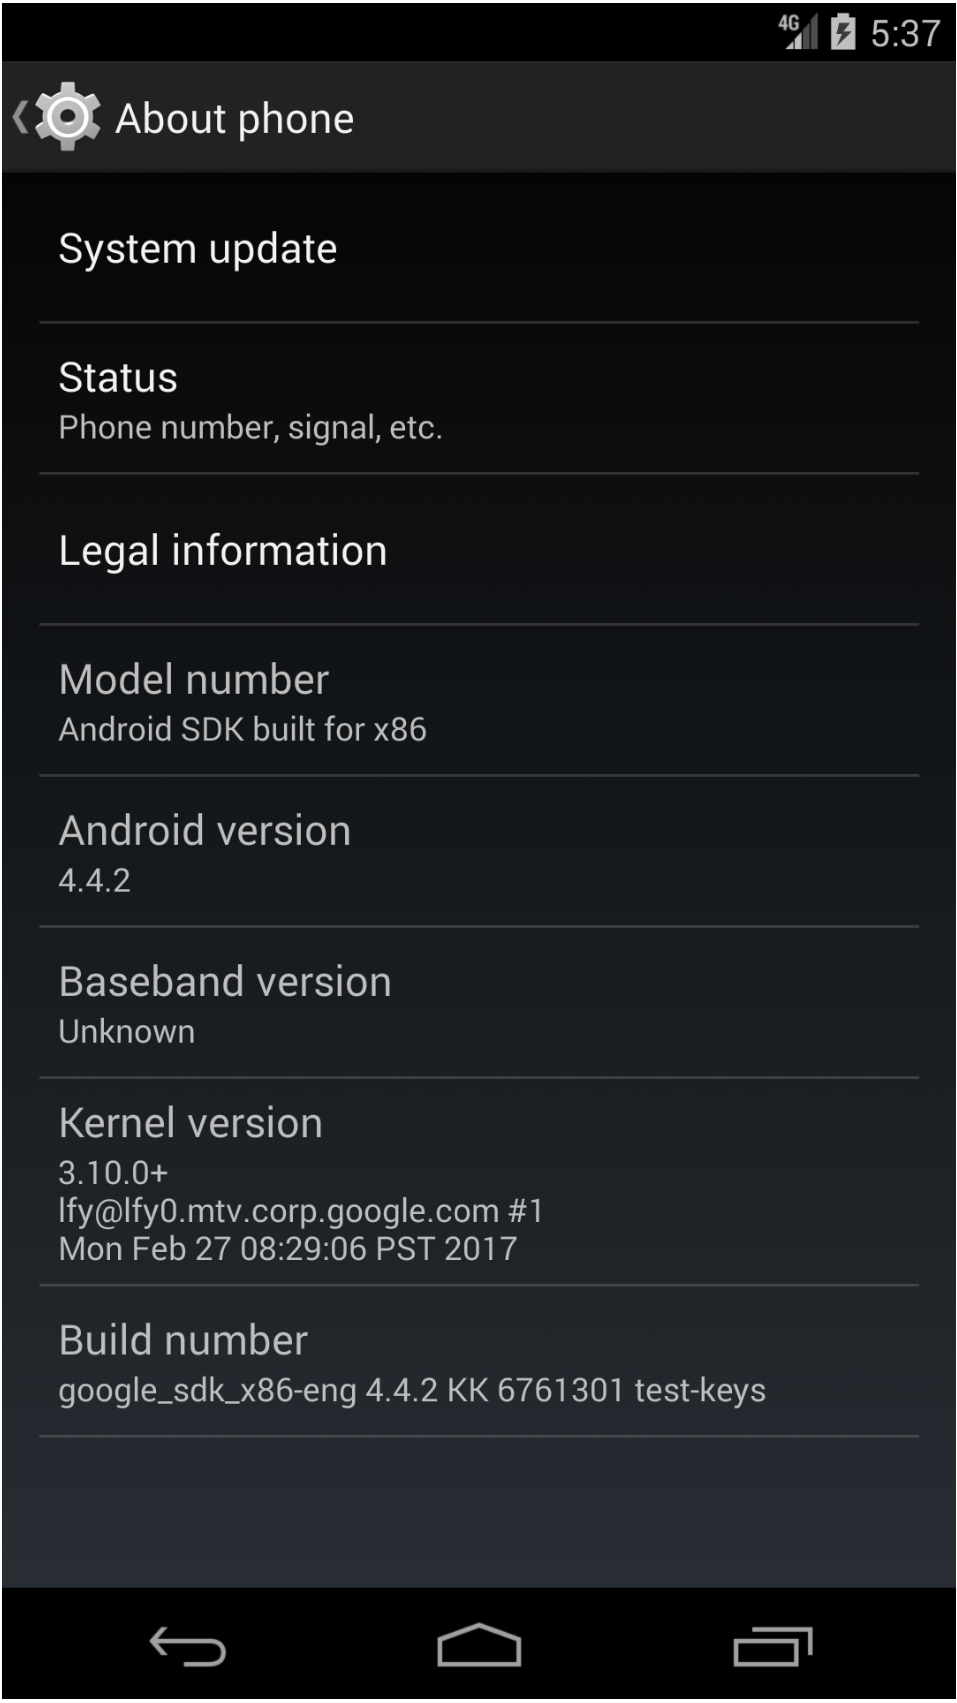 4G 5:37
About phone
System update
Status
Phone number, signal, etc.
Legal information
Model number
Android SDK built for x86
Android version
4.4.2
Baseband version
Unknown
Kernel version
3.10.0+
lfy@lfy0.mtv.corp.google.com #1
Mon Feb 27 08:29:06 PST 2017
Build number
google_sdk_x86-eng 4.4.2 KK 6761301 test-keys